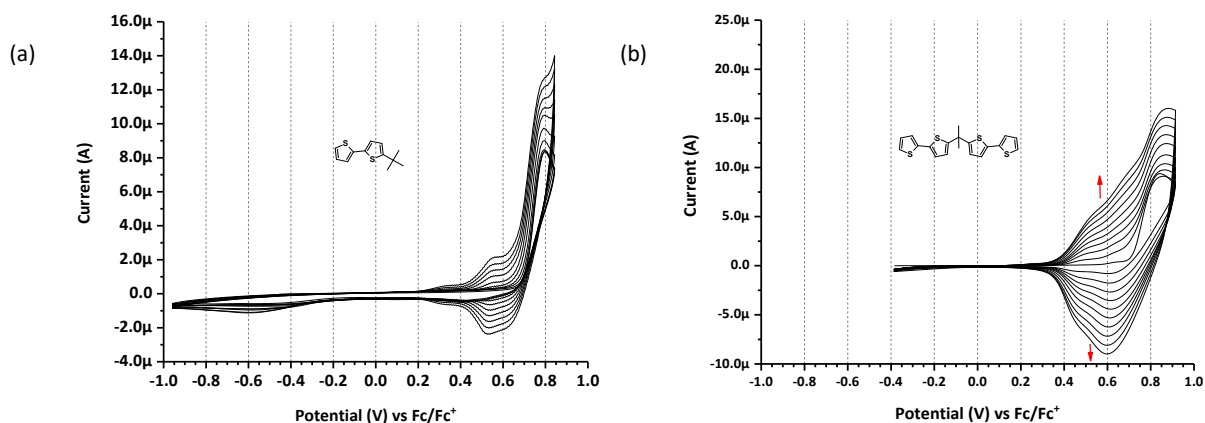 (a)
16.0µ
14.0µ
12.0µ
10.0µ
8.0µ
6.0µ
4.0µ
2.0µ
0.0
-2.0µ
-4.0µ
Current (A)
S
S
-1.0 -0.8 -0.6 -0.4 -0.2 0.0 0.2 0.4 0.6 0.8 1.0
Potential (V) vs Fc/Fc⁺
(b)
25.0µ
20.0µ
15.0µ
10.0µ
5.0µ
0.0
-5.0µ
-10.0µ
Current (A)
S S
S S
-1.0 -0.8 -0.6 -0.4 -0.2 0.0 0.2 0.4 0.6 0.8 1.0
Potential (V) vs Fc/Fc⁺